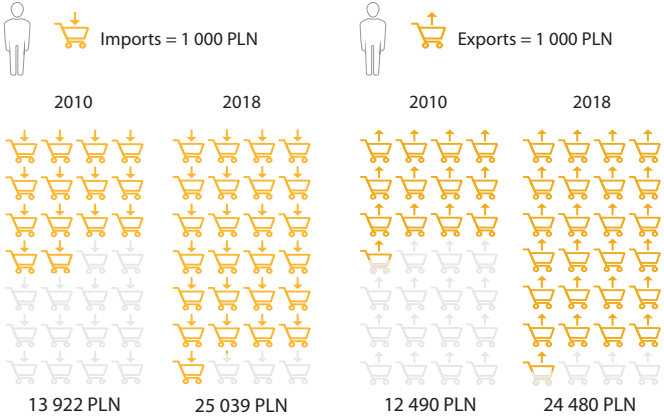 Imports = 1 000 PLN
Exports = 1 000 PLN
2010
2018
2010
2018
13 922 PLN
25 039 PLN
12 490 PLN
24 480 PLN